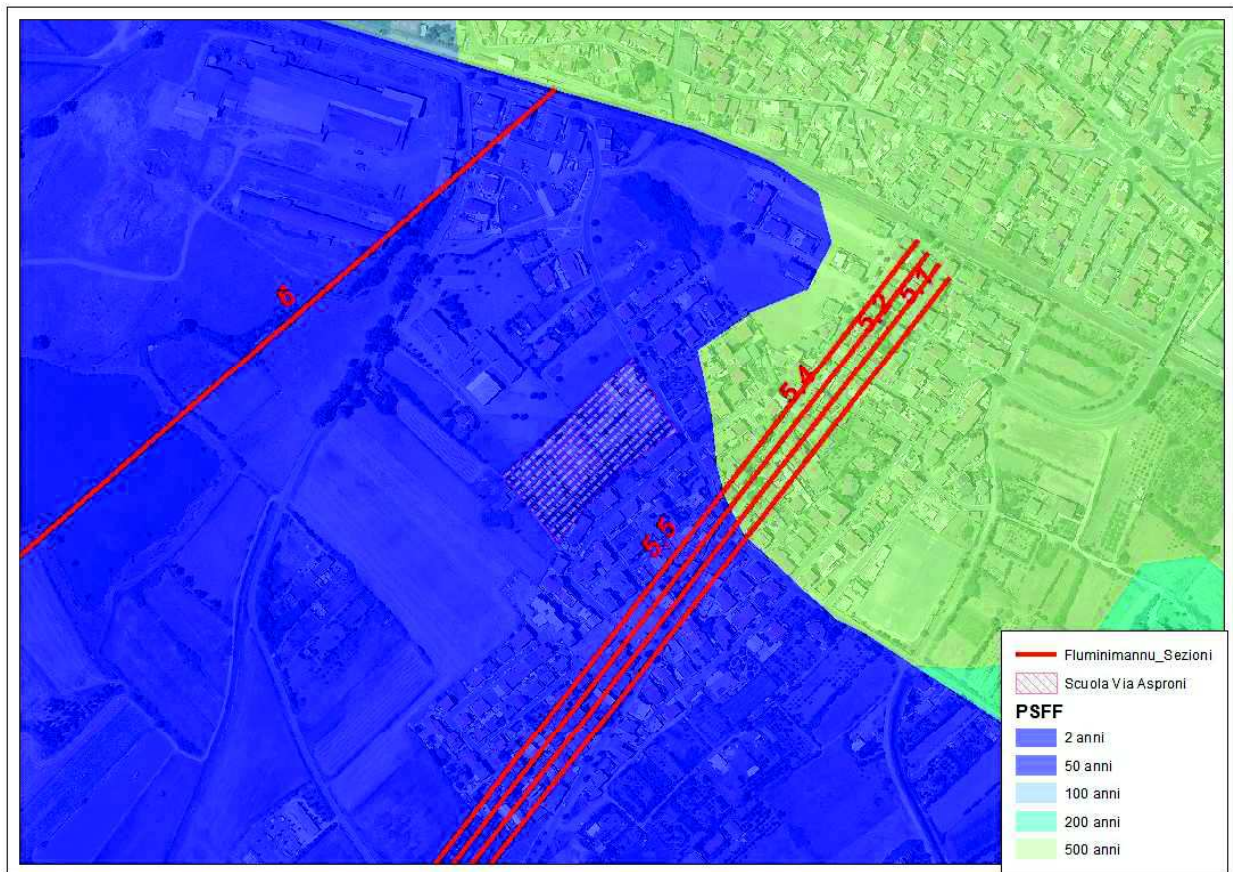 6
5.1
5.2
5.4
5.5
Fluminimannu_Sezioni
Scuola Via Asproni
PSFF
2 anni
50 anni
100 anni
200 anni
500 anni